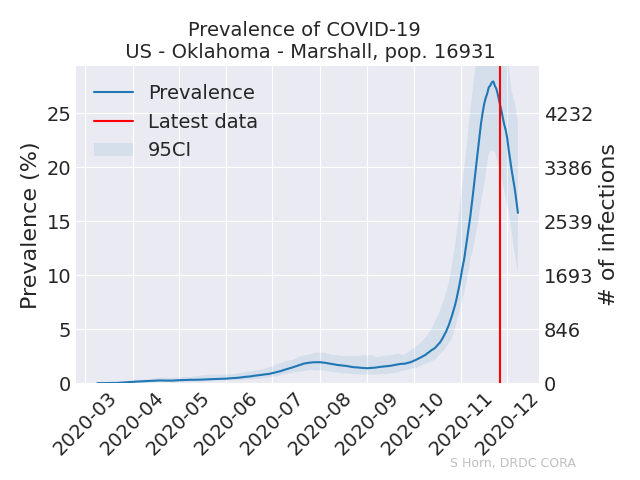 Prevalence of COVID-19
US - Oklahoma - Marshall, pop. 16931
Prevalence
Latest data
95CI
Prevalence (%)
25
20
15
10
5
0
# of infections
4232
3386
2539
1693
846
0
2020-03
2020-04
2020-05
2020-06
2020-07
2020-08
2020-09
2020-10
2020-11
2020-12
S Horn, DRDC CORA